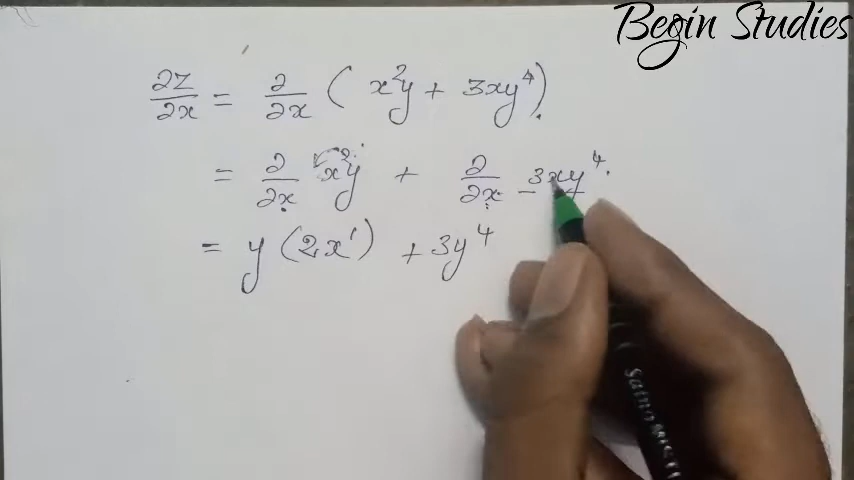 Begin Studies
∂z/∂x = ∂/∂x ( x²y + 3xy⁴).
= ∂/∂x x²y + ∂/∂x 3xy⁴.
= y (2x¹) + 3y⁴